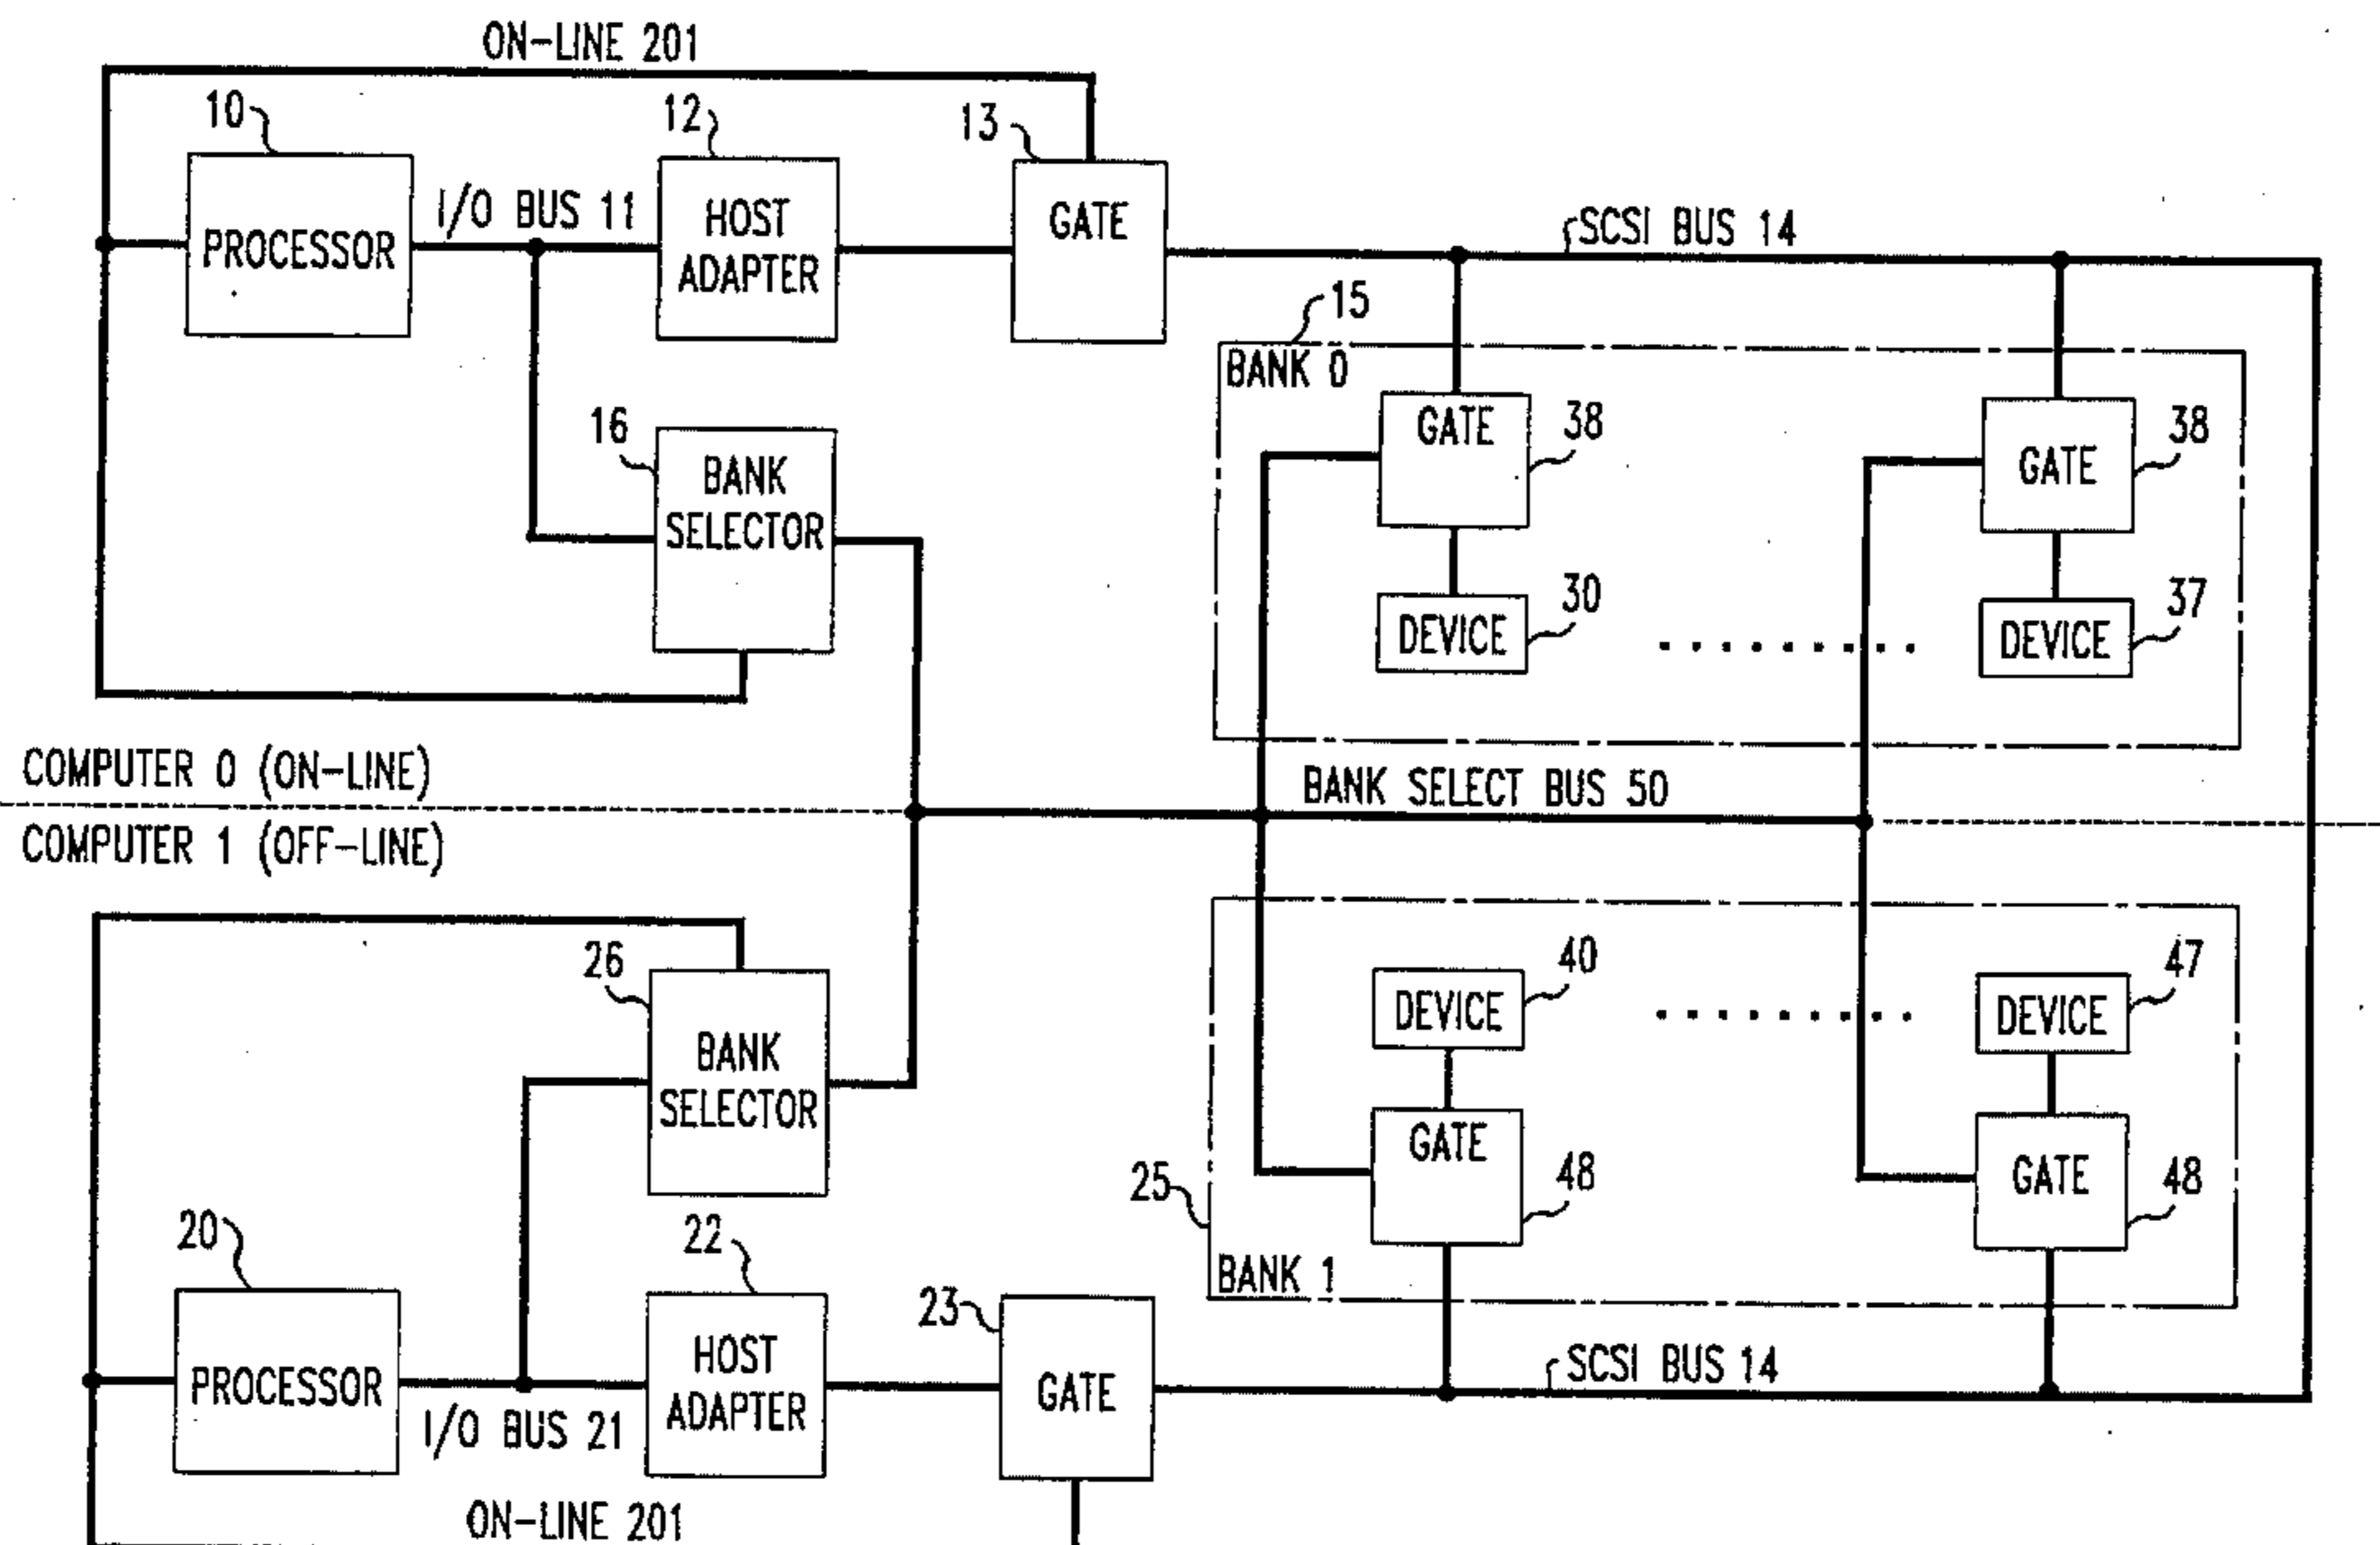 ON-LINE 201
10
12
13
PROCESSOR
I/O BUS 11
HOST
ADAPTER
GATE
SCSI BUS 14
15
BANK 0
16
BANK
SELECTOR
GATE
38
GATE
38
DEVICE
30
DEVICE
37
COMPUTER 0 (ON-LINE)
BANK SELECT BUS 50
COMPUTER 1 (OFF-LINE)
26
BANK
SELECTOR
DEVICE
40
DEVICE
47
GATE
48
GATE
48
25
BANK 1
20
22
23
PROCESSOR
I/O BUS 21
HOST
ADAPTER
GATE
SCSI BUS 14
ON-LINE 201